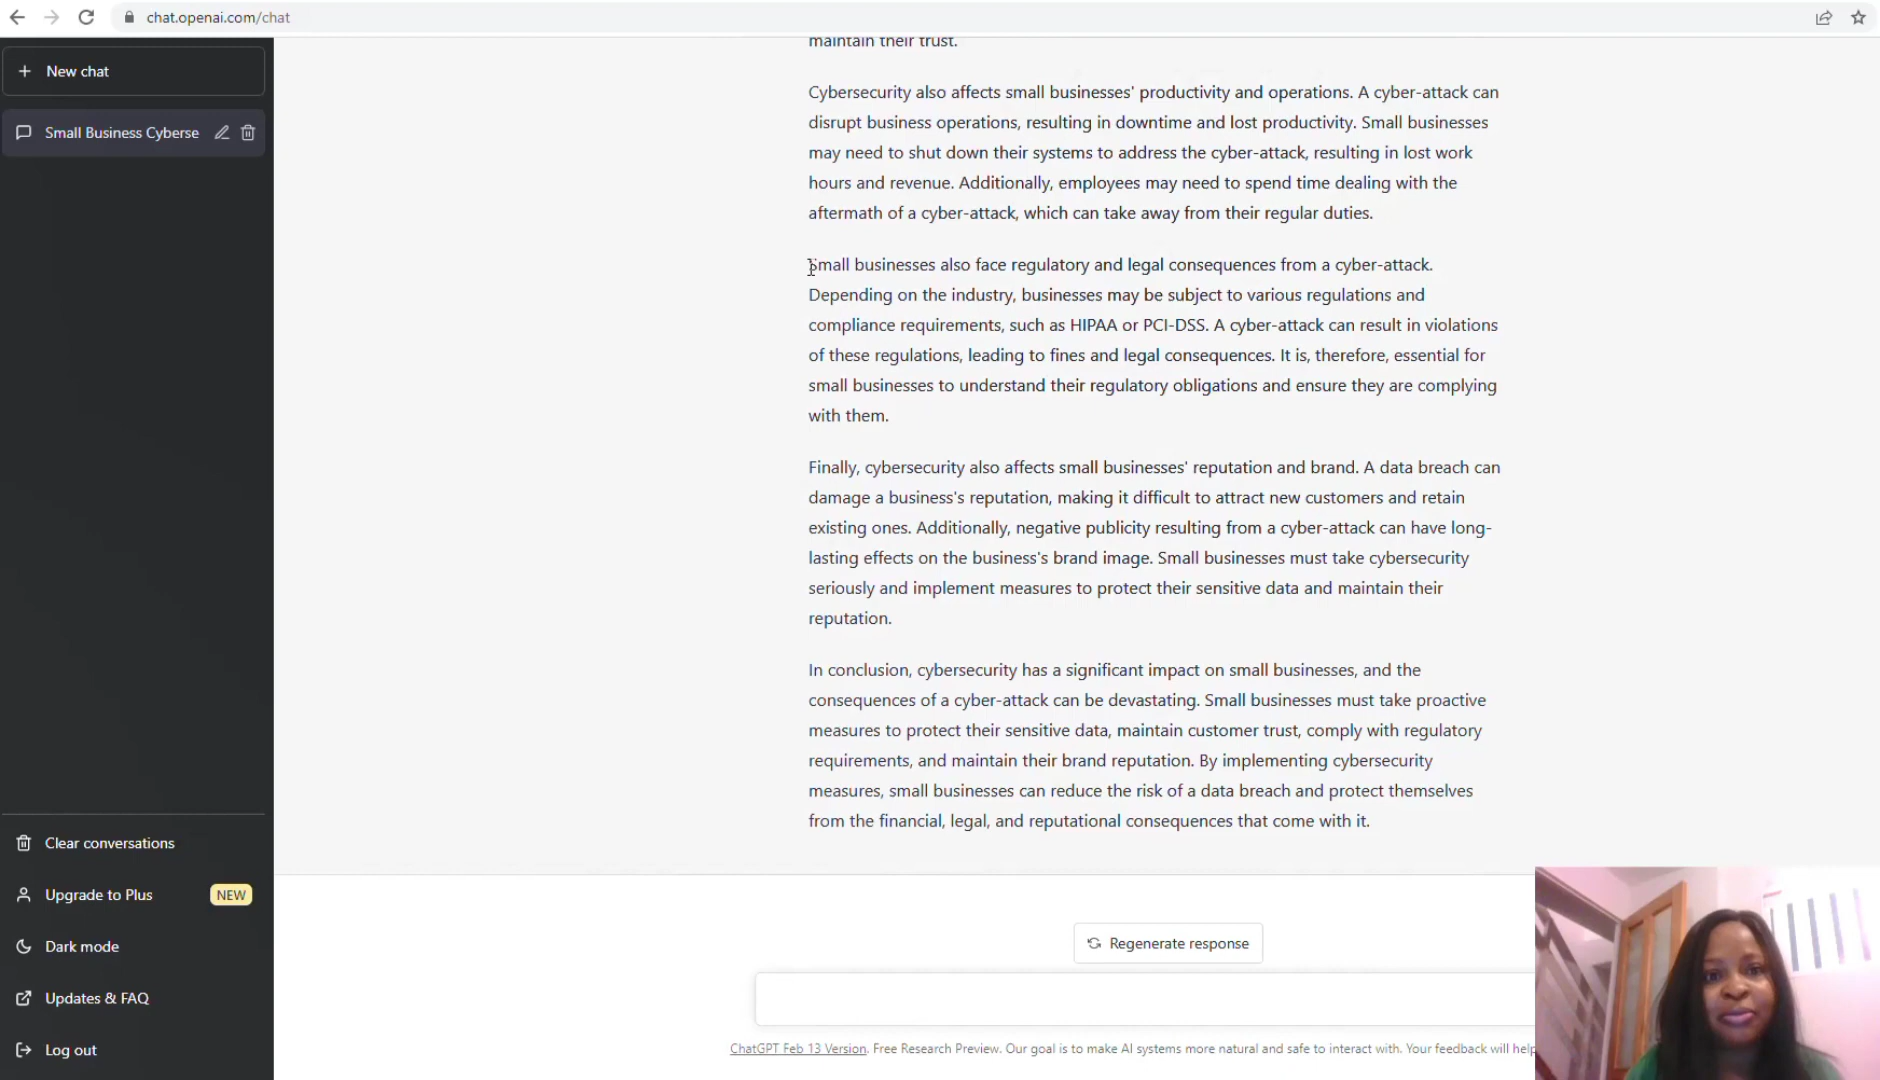 chat.openai.com/chat
New chat
Small Business Cyberse
maintain their trust.
Cybersecurity also affects small businesses' productivity and operations. A cyber-attack can
disrupt business operations, resulting in downtime and lost productivity. Small businesses
may need to shut down their systems to address the cyber-attack, resulting in lost work
hours and revenue. Additionally, employees may need to spend time dealing with the
aftermath of a cyber-attack, which can take away from their regular duties.
Small businesses also face regulatory and legal consequences from a cyber-attack.
Depending on the industry, businesses may be subject to various regulations and
compliance requirements, such as HIPAA or PCI-DSS. A cyber-attack can result in violations
of these regulations, leading to fines and legal consequences. It is, therefore, essential for
small businesses to understand their regulatory obligations and ensure they are complying
with them.
Finally, cybersecurity also affects small businesses' reputation and brand. A data breach can
damage a business's reputation, making it difficult to attract new customers and retain
existing ones. Additionally, negative publicity resulting from a cyber-attack can have long-
lasting effects on the business's brand image. Small businesses must take cybersecurity
seriously and implement measures to protect their sensitive data and maintain their
reputation.
In conclusion, cybersecurity has a significant impact on small businesses, and the
consequences of a cyber-attack can be devastating. Small businesses must take proactive
measures to protect their sensitive data, maintain customer trust, comply with regulatory
requirements, and maintain their brand reputation. By implementing cybersecurity
measures, small businesses can reduce the risk of a data breach and protect themselves
from the financial, legal, and reputational consequences that come with it.
Clear conversations
Upgrade to Plus NEW
Dark mode
Updates & FAQ
Log out
Regenerate response
ChatGPT Feb 13 Version. Free Research Preview. Our goal is to make AI systems more natural and safe to interact with. Your feedback will help